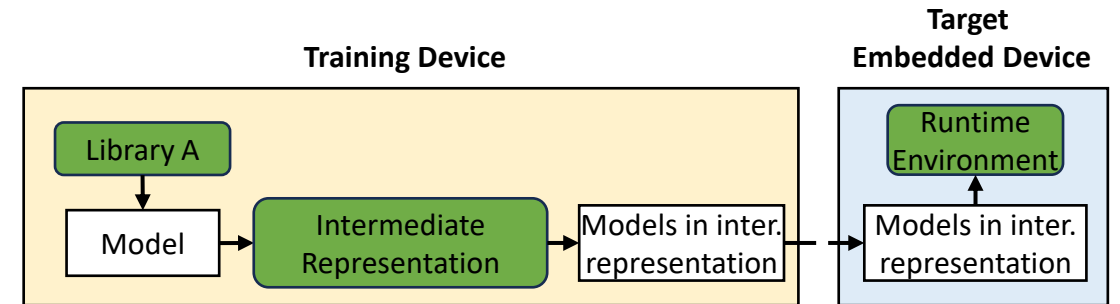 Training Device
Target
Embedded Device
Library A
Model
Intermediate
Representation
Models in inter.
representation
Runtime
Environment
Models in inter.
representation